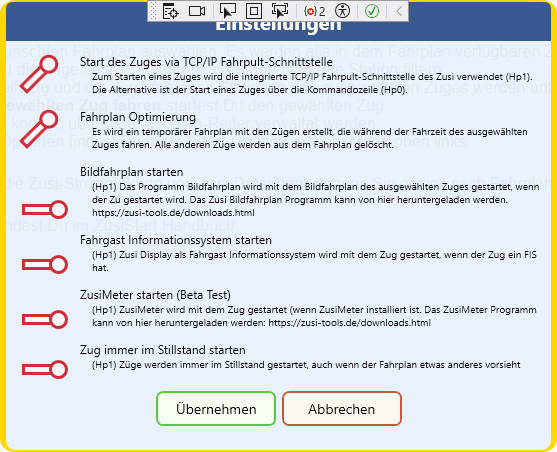 2
Einstellungen
Start des Zuges via TCP/IP Fahrpult-Schnittstelle
Zum Starten eines Zuges wird die integrierte TCP/IP Fahrpult-Schnittstelle des Zusi verwendet (Hp1).
Die Alternative ist der Start eines Zuges über die Kommandozeile (Hp0).
Fahrplan Optimierung
Es wird ein temporärer Fahrplan mit den Zügen erstellt, die während der Fahrzeit des ausgewählten
Zuges fahren. Alle anderen Züge werden aus dem Fahrplan gelöscht.
Bildfahrplan starten
(Hp1) Das Programm Bildfahrplan wird mit dem Bildfahrplan des ausgewählten Zuges gestartet, wenn
der Zu gestartet wird. Das Zusi Bildfahrplan Programm kann von hier heruntergeladen werden.
https://zusi-tools.de/downloads.html
Fahrgast Informationssystem starten
(Hp1) Zusi Display als Fahrgast Informationssystem wird mit dem Zug gestartet, wenn der Zug ein FIS
hat.
ZusiMeter starten (Beta Test)
(Hp1) ZusiMeter wird mit dem Zug gestartet (wenn ZusiMeter installiert ist. Das ZusiMeter Programm
kann von hier heruntergeladen werden: https://zusi-tools.de/downloads.html
Zug immer im Stillstand starten
(Hp1) Züge werden immer im Stillstand gestartet, auch wenn der Fahrplan etwas anderes vorsieht
Übernehmen
Abbrechen